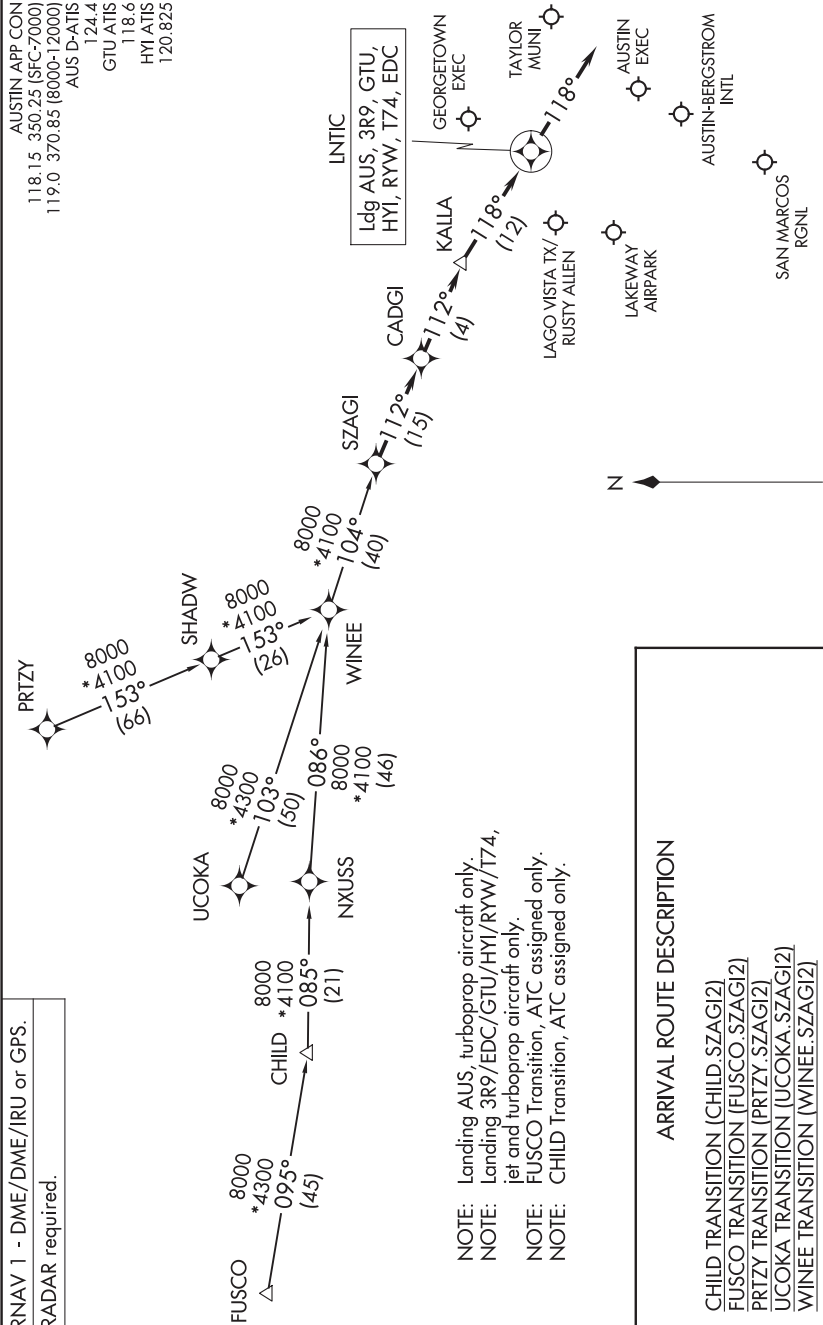 RNAV 1 - DME/DME/IRU or GPS.
RADAR required.
AUSTIN APP CON
118.15 350.25 (SFC-7000)
119.0 370.85 (8000-12000)
AUS D-ATIS
124.4
GTU ATIS
118.6
HYI ATIS
120.825
PRTZY
8000
*4100
153°
(66)
SHADW
8000
*4100
153°
(26)
UCOKA
8000
*4300
103°
(50)
FUSCO
8000
*4300
095°
(45)
CHILD
8000
*4100
085°
(21)
NXUSS
086°
8000
*4100
(46)
WINEE
8000
*4100
104°
(40)
SZAGI
112°
(15)
CADGI
112°
(4)
KALLA
118°
(12)
LNTIC
Ldg AUS, 3R9, GTU,
HYI, RYW, T74, EDC
118°
GEORGETOWN
EXEC
TAYLOR
MUNI
AUSTIN
EXEC
AUSTIN-BERGSTROM
INTL
LAGO VISTA TX/
RUSTY ALLEN
LAKEWAY
AIRPARK
SAN MARCOS
RGNL
N
NOTE: Landing AUS, turboprop aircraft only.
NOTE: Landing 3R9/EDC/GTU/HYI/RYW/T74,
jet and turboprop aircraft only.
NOTE: FUSCO Transition, ATC assigned only.
NOTE: CHILD Transition, ATC assigned only.
ARRIVAL ROUTE DESCRIPTION
CHILD TRANSITION (CHILD.SZAGI2)
FUSCO TRANSITION (FUSCO.SZAGI2)
PRTZY TRANSITION (PRTZY.SZAGI2)
UCOKA TRANSITION (UCOKA.SZAGI2)
WINEE TRANSITION (WINEE.SZAGI2)